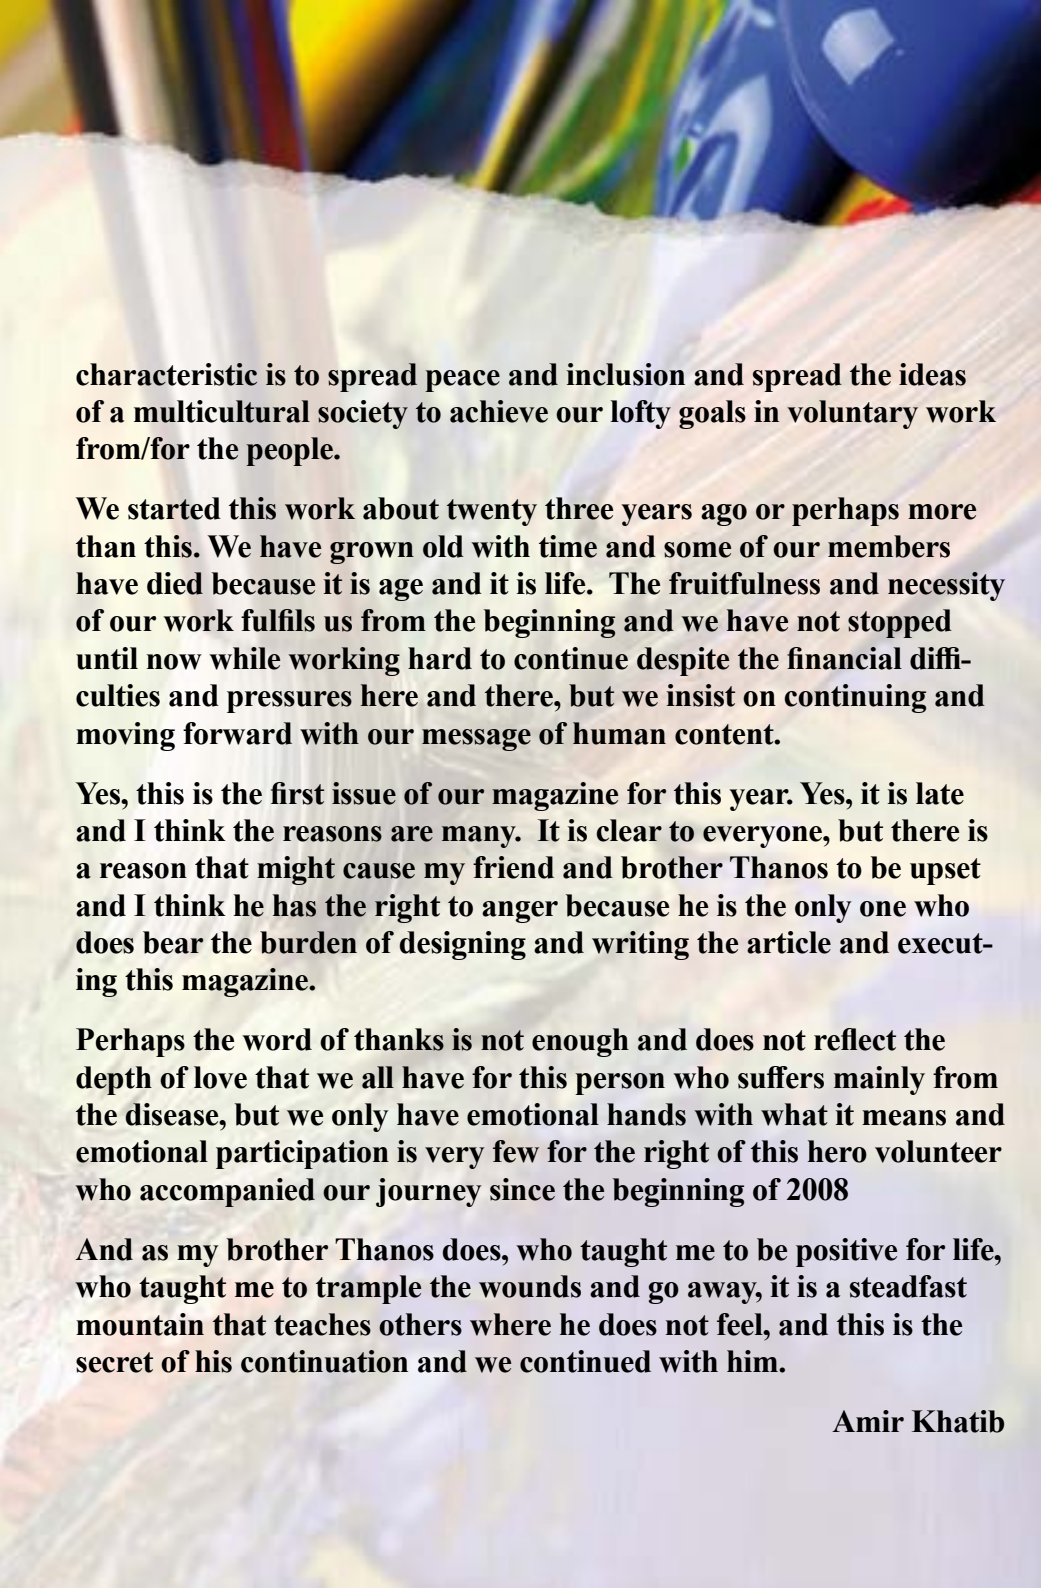 characteristic is to spread peace and inclusion and spread the ideas
of a multicultural society to achieve our lofty goals in voluntary work
from/for the people.
We started this work about twenty three years ago or perhaps more
than this. We have grown old with time and some of our members
have died because it is age and it is life.  The fruitfulness and necessity
of our work fulfils us from the beginning and we have not stopped
until now while working hard to continue despite the financial diffi-
culties and pressures here and there, but we insist on continuing and
moving forward with our message of human content.
Yes, this is the first issue of our magazine for this year. Yes, it is late
and I think the reasons are many.  It is clear to everyone, but there is
a reason that might cause my friend and brother Thanos to be upset
and I think he has the right to anger because he is the only one who
does bear the burden of designing and writing the article and execut-
ing this magazine.
Perhaps the word of thanks is not enough and does not reflect the
depth of love that we all have for this person who suffers mainly from
the disease, but we only have emotional hands with what it means and
emotional participation is very few for the right of this hero volunteer
who accompanied our journey since the beginning of 2008
And as my brother Thanos does, who taught me to be positive for life,
who taught me to trample the wounds and go away, it is a steadfast
mountain that teaches others where he does not feel, and this is the
secret of his continuation and we continued with him.
Amir Khatib